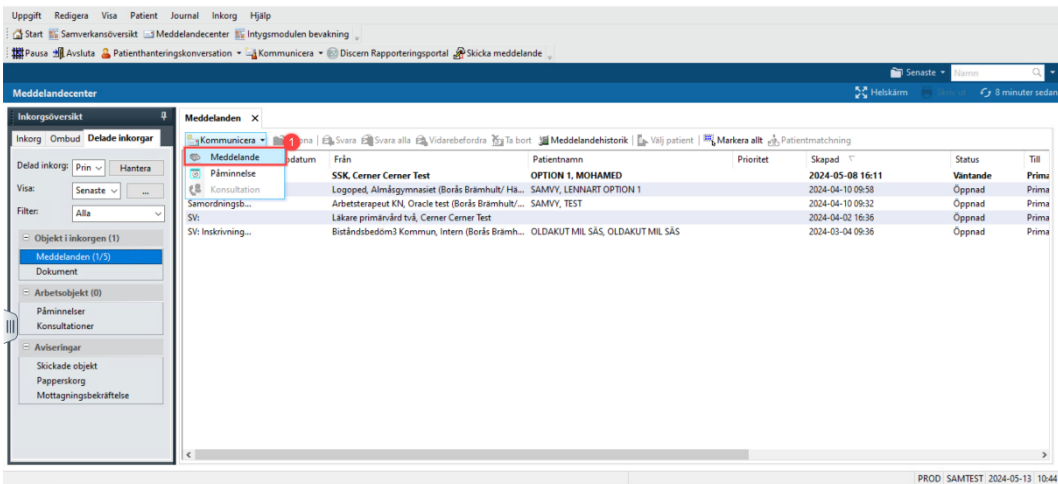 Uppgift Redigera Visa Patient Journal Inkorg Hjälp
Start Samverkansöversikt Meddelandecenter Intygsmodulen bevakning
Pausa Avsluta Patienthanteringskonversation Kommunicera Discern Rapporteringsportal Skicka meddelande
Senaste Namn
Meddelandecenter Helskärm Skriv ut 8 minuter sedan
Inkorgsöversikt
Inkorg Ombud Delade inkorgar
Delad inkorg: Prin Hantera
Visa: Senaste ...
Filter: Alla
Objekt i inkorgen (1)
Meddelanden (1/5)
Dokument
Arbetsobjekt (0)
Påminnelser
Konsultationer
Aviseringar
Skickade objekt
Papperskorg
Mottagningsbekräftelse
Meddelanden X
Kommunicera 1 Svara Svara alla Vidarebefordra Ta bort Meddelandehistorik Välj patient Markera allt Patientmatchning
Meddelande
Påminnelse
Konsultation
datum Från Patientnamn Prioritet Skapad Status Till
SSK, Cerner Cerner Test OPTION 1, MOHAMED 2024-05-08 16:11 Väntande Prima
Logoped, Almåsgymnasiet (Borås Brämhult/ Ha... SAMVY, LENNART OPTION 1 2024-04-10 09:58 Öppnad Prima
Samordningsb... Arbetsterapeut KN, Oracle test (Borås Brämhult/... SAMVY, TEST 2024-04-10 09:32 Öppnad Prima
SV: Läkare primärvård två, Cerner Cerner Test 2024-04-02 16:36 Öppnad Prima
SV: Inskrivning... Biståndsbedöm3 Kommun, Intern (Borås Brämh... OLDAKUT MIL SÄS, OLDAKUT MIL SÄS 2024-03-04 09:36 Öppnad Prima
PROD SAMTEST 2024-05-13 10:44